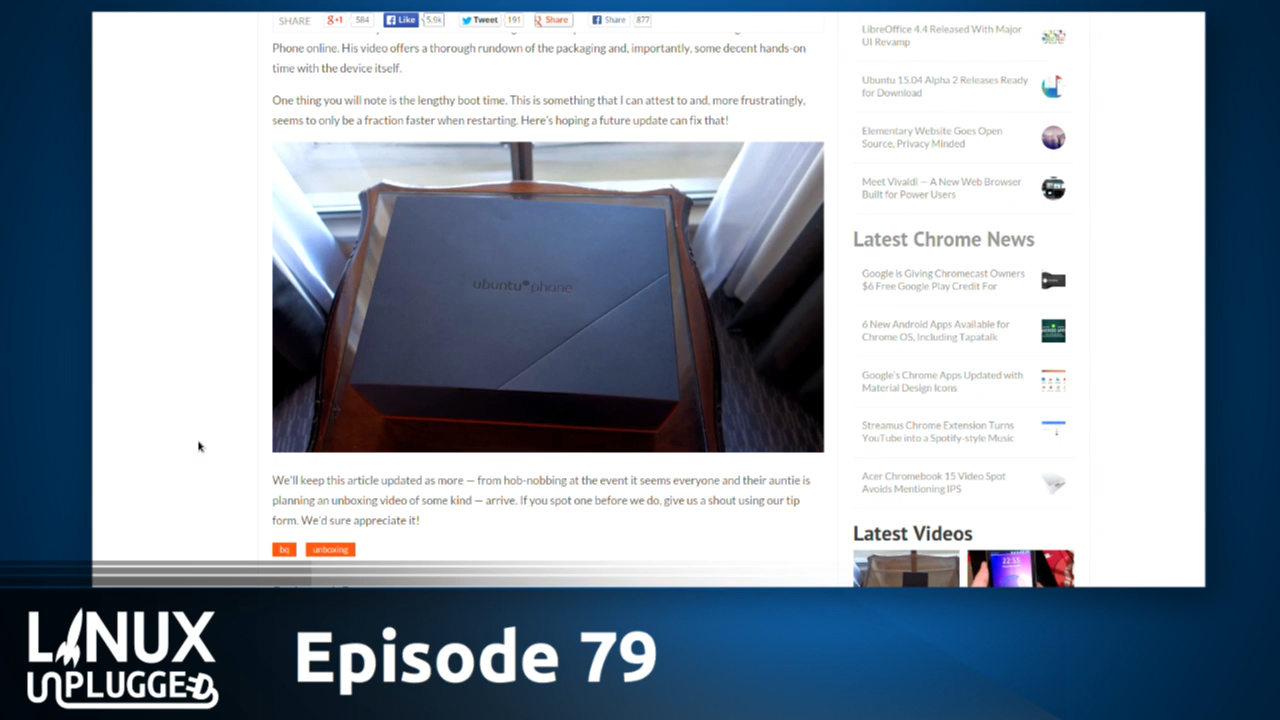 SHARE +1 584 Like 5.9k Tweet 191 Share Share 877
Phone online. His video offers a thorough rundown of the packaging and, importantly, some decent hands-on
time with the device itself.
One thing you will note is the lengthy boot time. This is something that I can attest to and, more frustratingly,
seems to only be a fraction faster when restarting. Here's hoping a future update can fix that!
ubuntu phone
We'll keep this article updated as more — from hob-nobbing at the event it seems everyone and their auntie is
planning an unboxing video of some kind — arrive. If you spot one before we do, give us a shout using our tip
form. We'd sure appreciate it!
bq unboxing
LibreOffice 4.4 Released With Major
UI Revamp
Ubuntu 15.04 Alpha 2 Releases Ready
for Download
Elementary Website Goes Open
Source, Privacy Minded
Meet Vivaldi — A New Web Browser
Built for Power Users
Latest Chrome News
Google is Giving Chromecast Owners
$6 Free Google Play Credit For
6 New Android Apps Available for
Chrome OS, Including Tapatalk
Google's Chrome Apps Updated with
Material Design Icons
Streamus Chrome Extension Turns
YouTube into a Spotify-style Music
Acer Chromebook 15 Video Spot
Avoids Mentioning IPS
Latest Videos
22:55
LINUX
UNPLUGGED
Episode 79